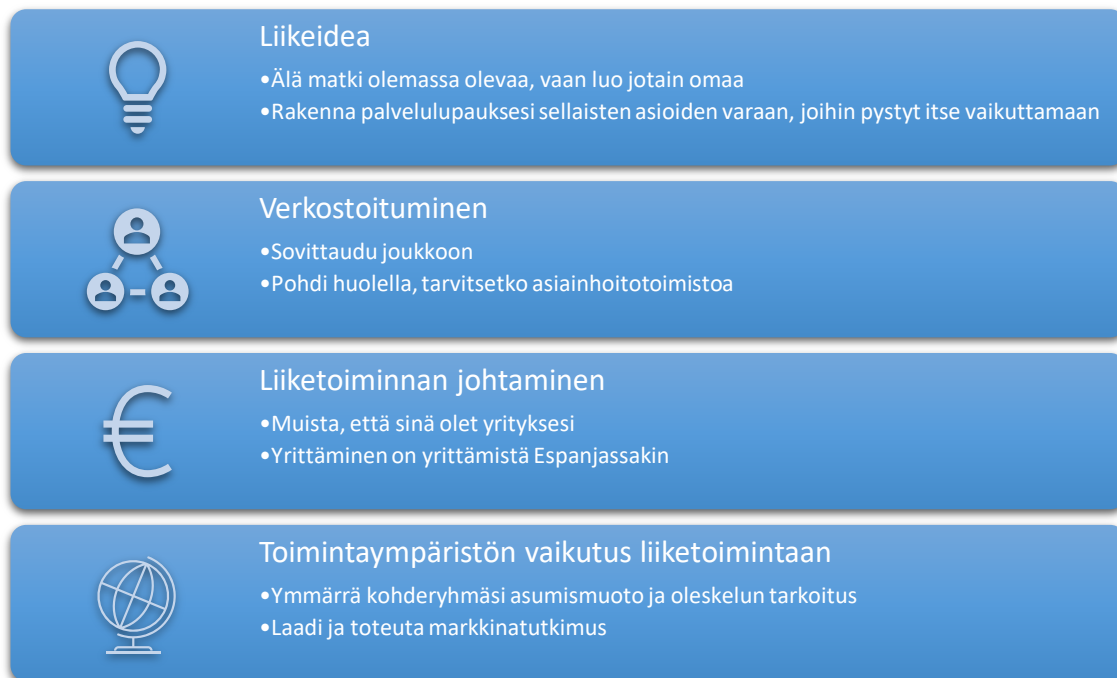 Liikeidea
•Älä matki olemassa olevaa, vaan luo jotain omaa
•Rakenna palvelulupauksesi sellaisten asioiden varaan, joihin pystyt itse vaikuttamaan
Verkostoituminen
•Sovittaudu joukkoon
•Pohdi huolella, tarvitsetko asiainhoitotoimistoa
Liiketoiminnan johtaminen
•Muista, että sinä olet yrityksesi
•Yrittäminen on yrittämistä Espanjassakin
Toimintaympäristön vaikutus liiketoimintaan
•Ymmärrä kohderyhmäsi asumismuoto ja oleskelun tarkoitus
•Laadi ja toteuta markkinatutkimus